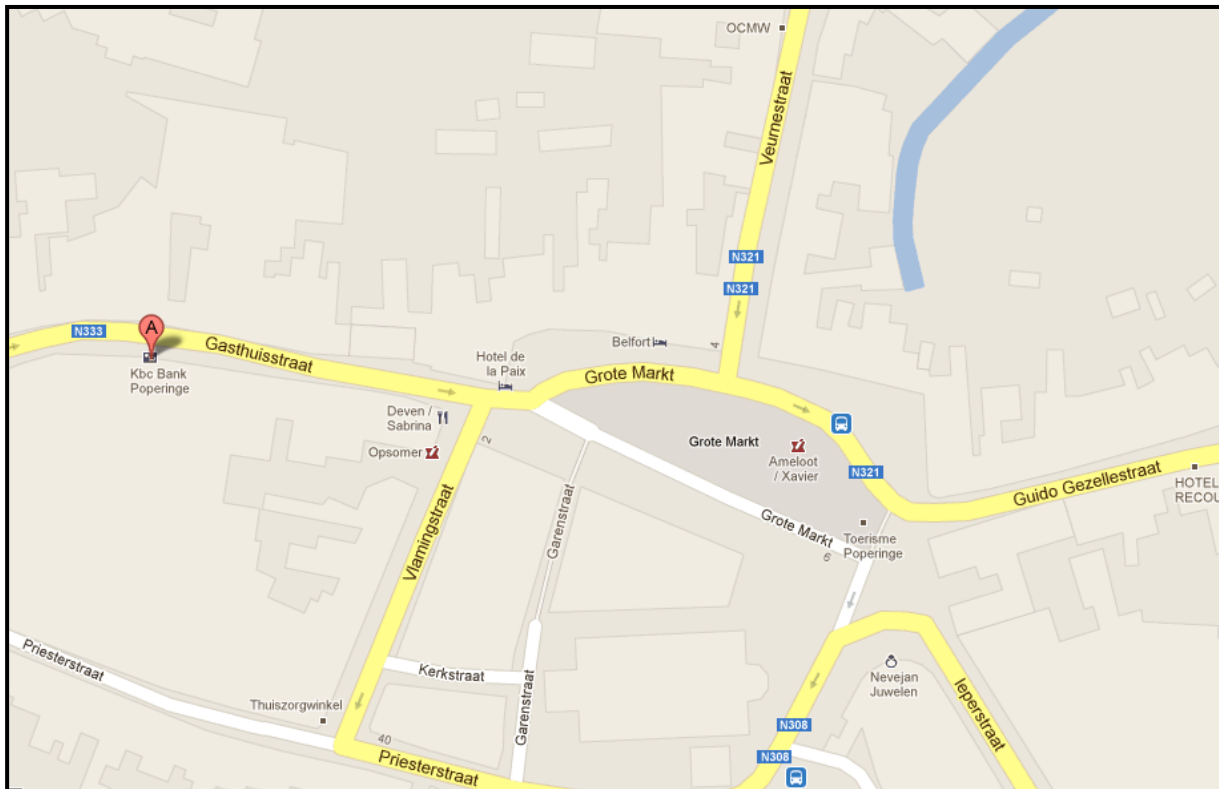 OCMW
Veurnestraat
N321
N321
N333
A
Gasthuisstraat
Kbc Bank
Poperinge
Hotel de
la Paix
Belfort
4
Grote Markt
Deven /
Sabrina
Opsomer
2
Grote Markt
Ameloot
/ Xavier
N321
Guido Gezellestraat
HOTEL
RECOU
Vlamingstraat
Garenstraat
Grote Markt
6
Toerisme
Poperinge
Priesterstraat
Kerkstraat
Garenstraat
Nevejan
Juwelen
Ieperstraat
Thuiszorgwinkel
40
Priesterstraat
N308
N308